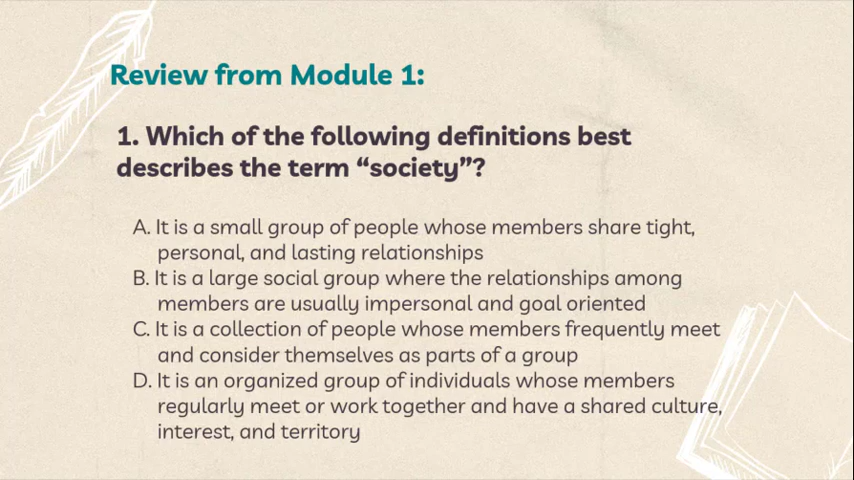 Review from Module 1:
1. Which of the following definitions best
describes the term “society”?
A. It is a small group of people whose members share tight,
personal, and lasting relationships
B. It is a large social group where the relationships among
members are usually impersonal and goal oriented
C. It is a collection of people whose members frequently meet
and consider themselves as parts of a group
D. It is an organized group of individuals whose members
regularly meet or work together and have a shared culture,
interest, and territory